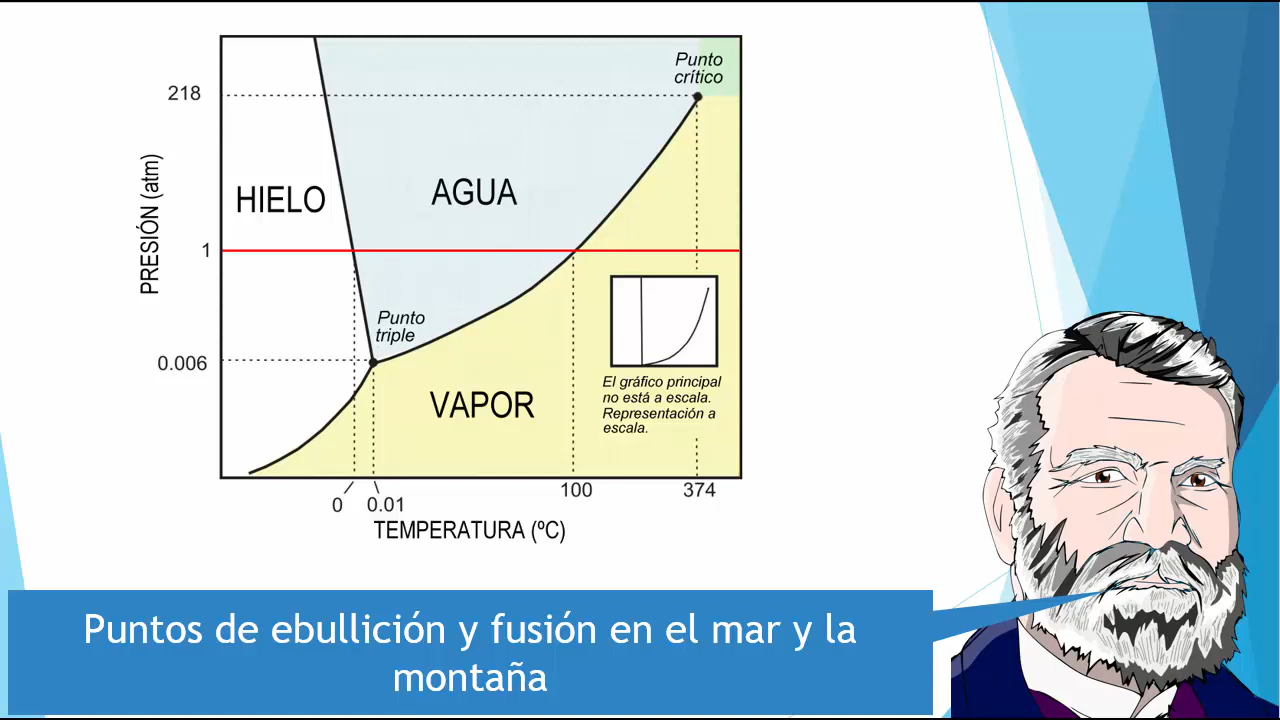 Punto
crítico
218
HIELO
AGUA
PRESIÓN (atm)
1
Punto
triple
0.006
VAPOR
El gráfico principal
no está a escala.
Representación a
escala.
0
0.01
100
374
TEMPERATURA (ºC)
Puntos de ebullición y fusión en el mar y la
montaña